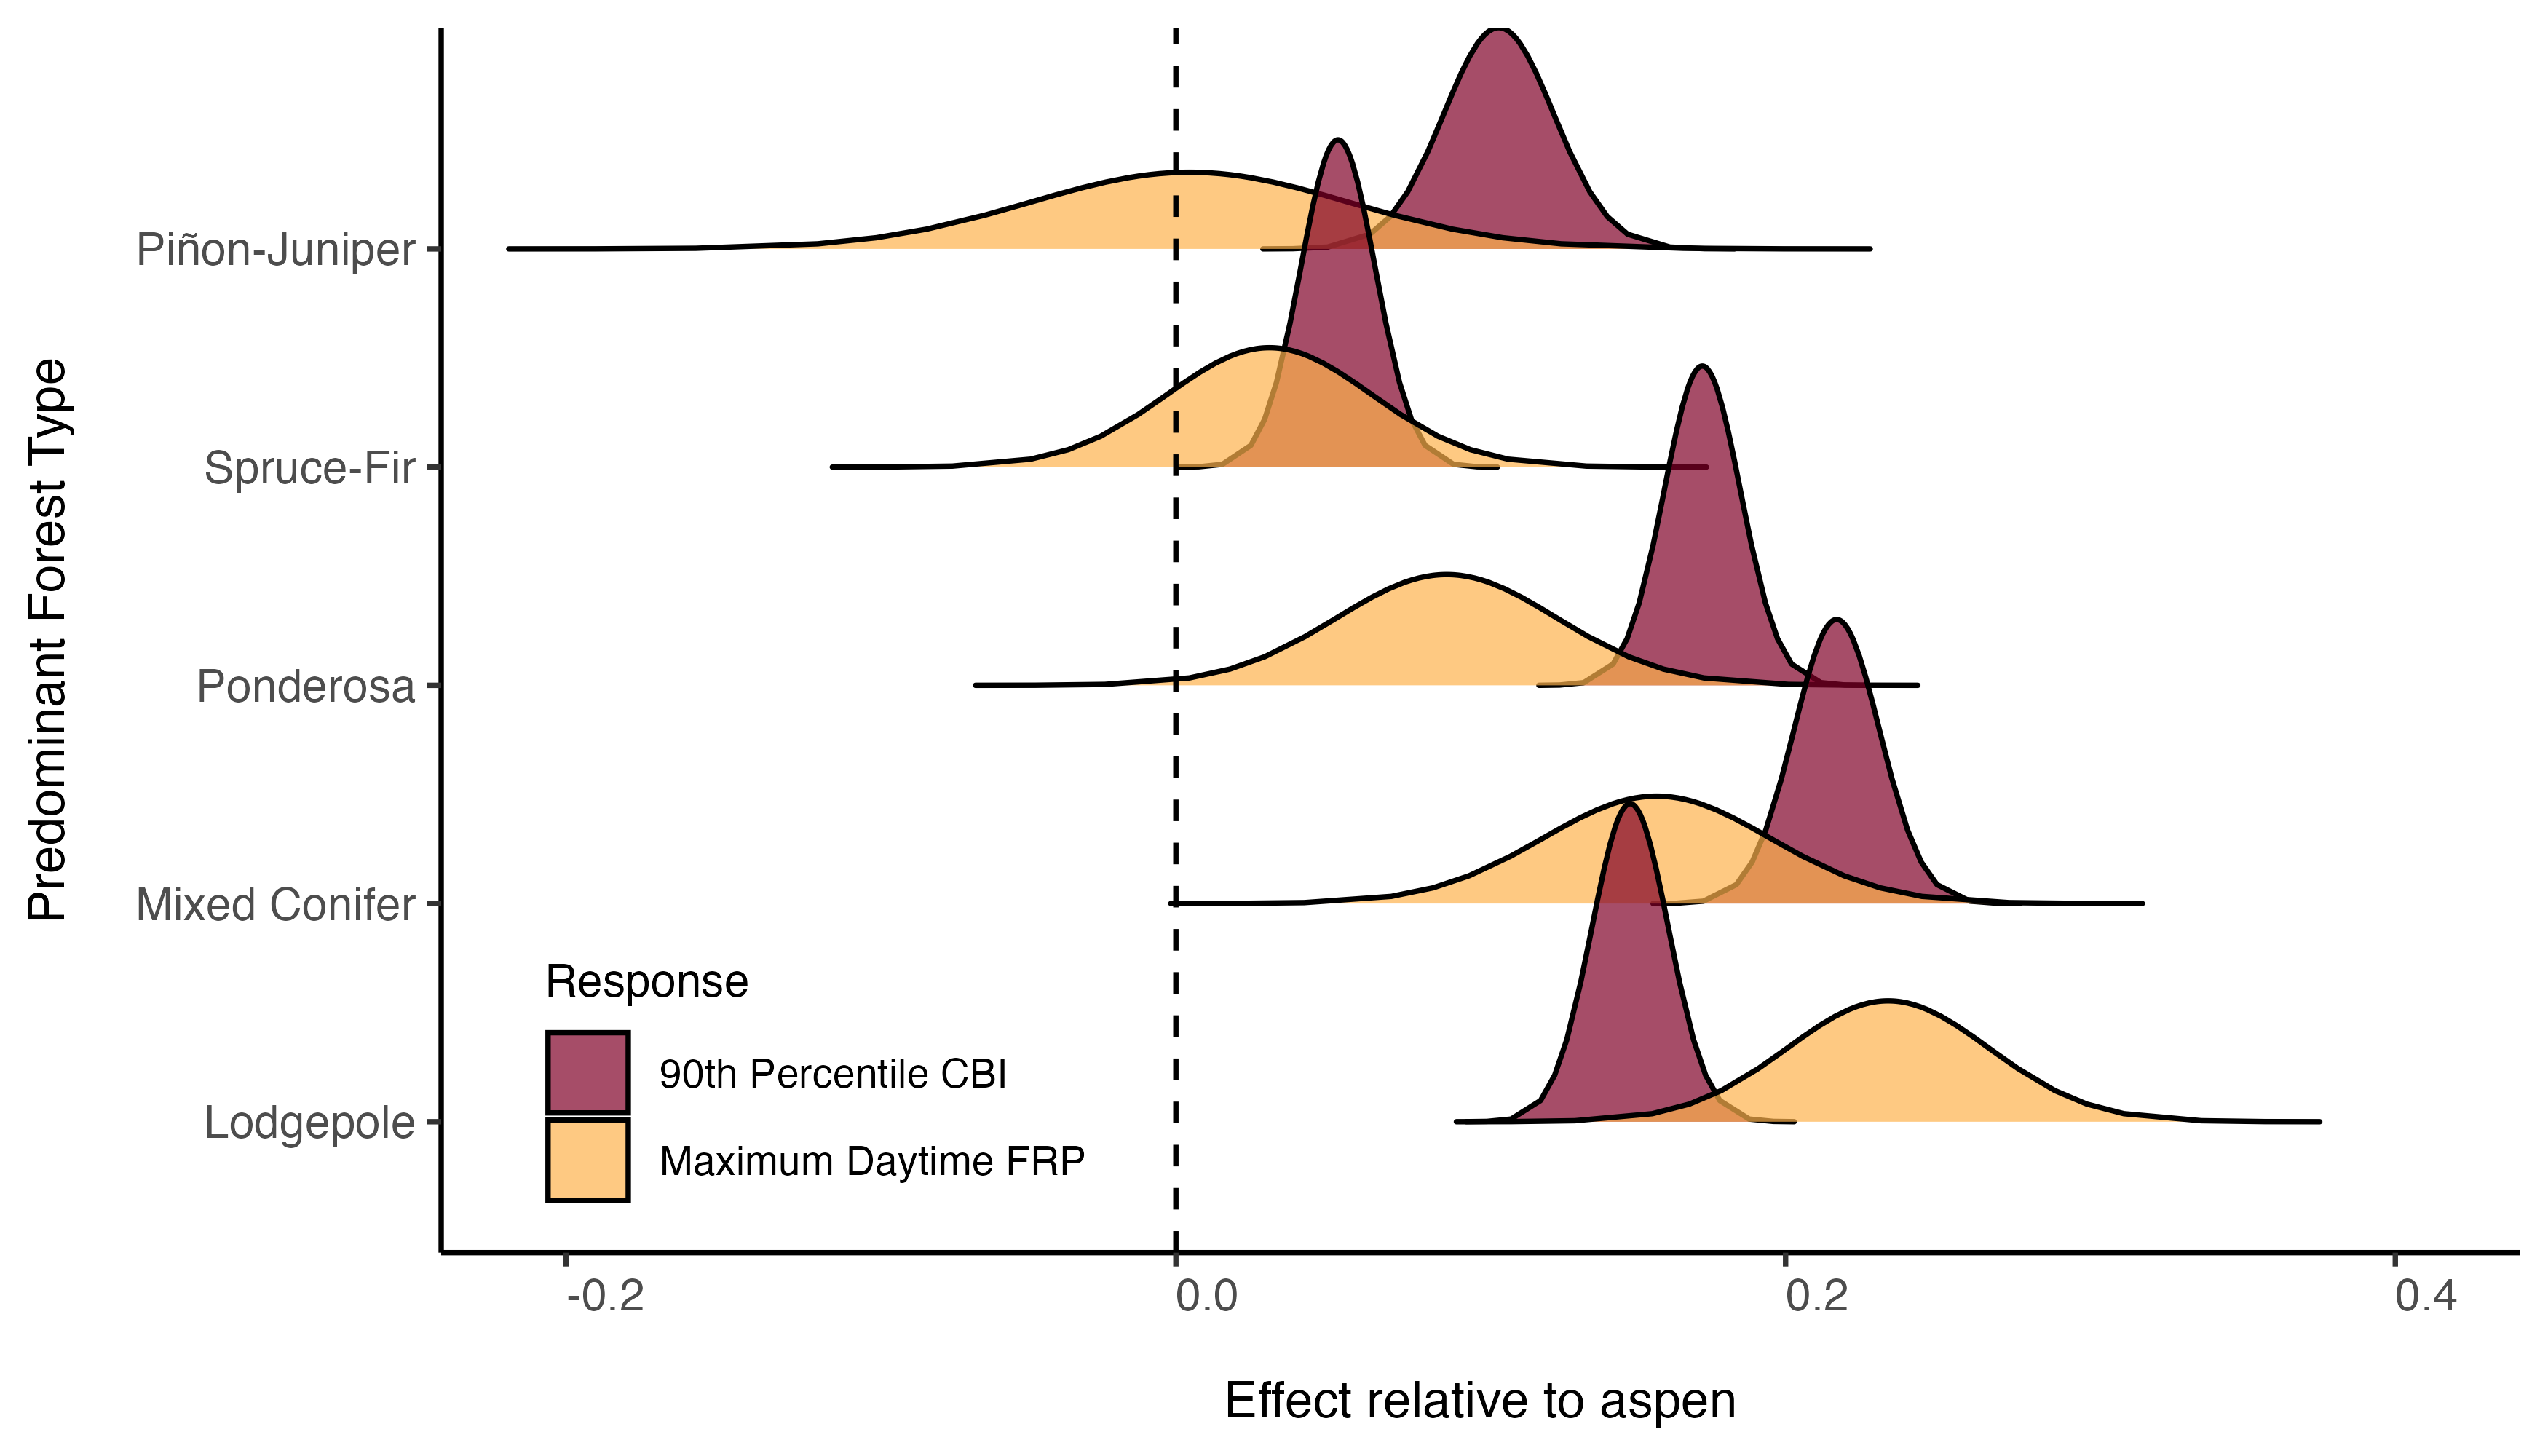 Predominant Forest Type
Piñon-Juniper
Spruce-Fir
Ponderosa
Mixed Conifer
Lodgepole
Response
90th Percentile CBI
Maximum Daytime FRP
-0.2 0.0 0.2 0.4
Effect relative to aspen